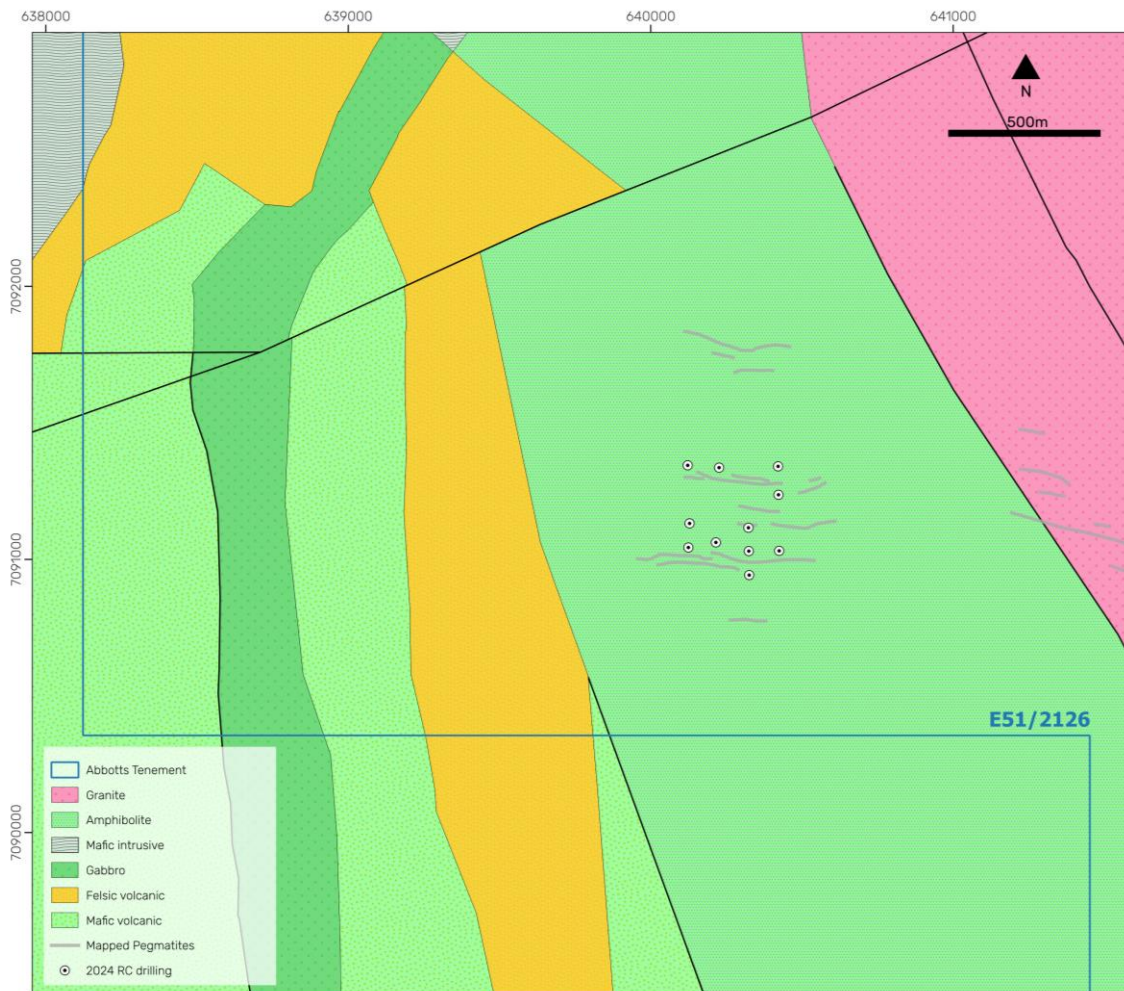 638000
639000
640000
641000
N
500m
7092000
7091000
7090000
E51/2126
Abbotts Tenement
Granite
Amphibolite
Mafic intrusive
Gabbro
Felsic volcanic
Mafic volcanic
Mapped Pegmatites
2024 RC drilling